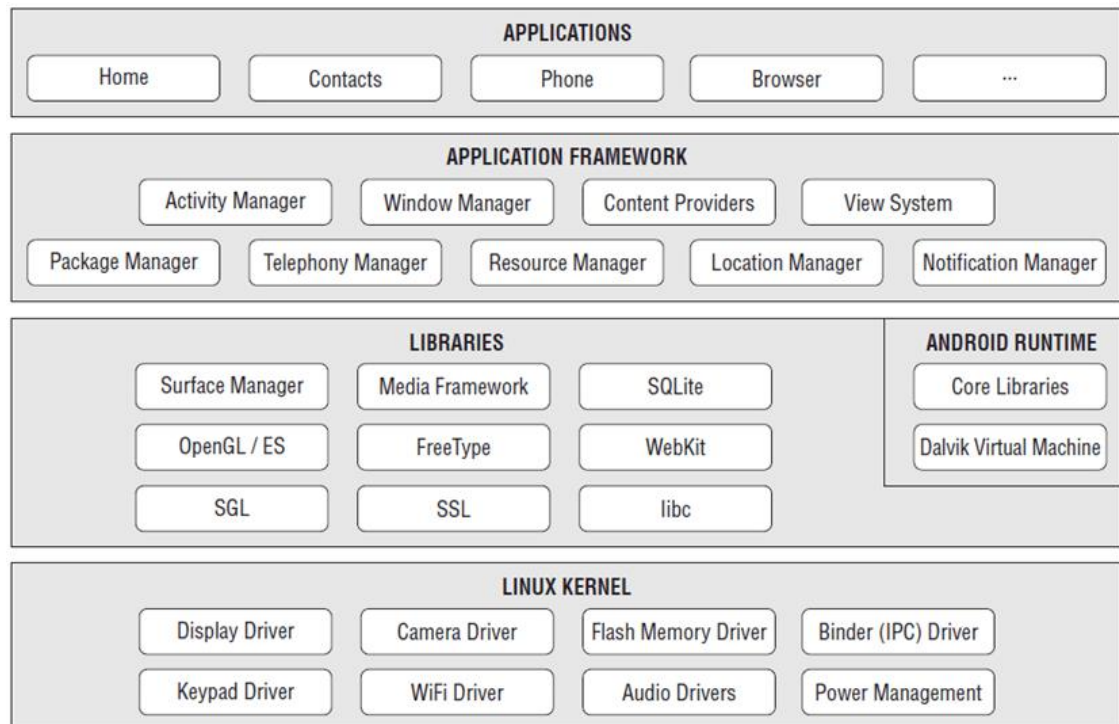 APPLICATIONS
Home Contacts Phone Browser ...
APPLICATION FRAMEWORK
Activity Manager Window Manager Content Providers View System
Package Manager Telephony Manager Resource Manager Location Manager Notification Manager
LIBRARIES ANDROID RUNTIME
Surface Manager Media Framework SQLite Core Libraries
OpenGL / ES FreeType WebKit Dalvik Virtual Machine
SGL SSL libc
LINUX KERNEL
Display Driver Camera Driver Flash Memory Driver Binder (IPC) Driver
Keypad Driver WiFi Driver Audio Drivers Power Management